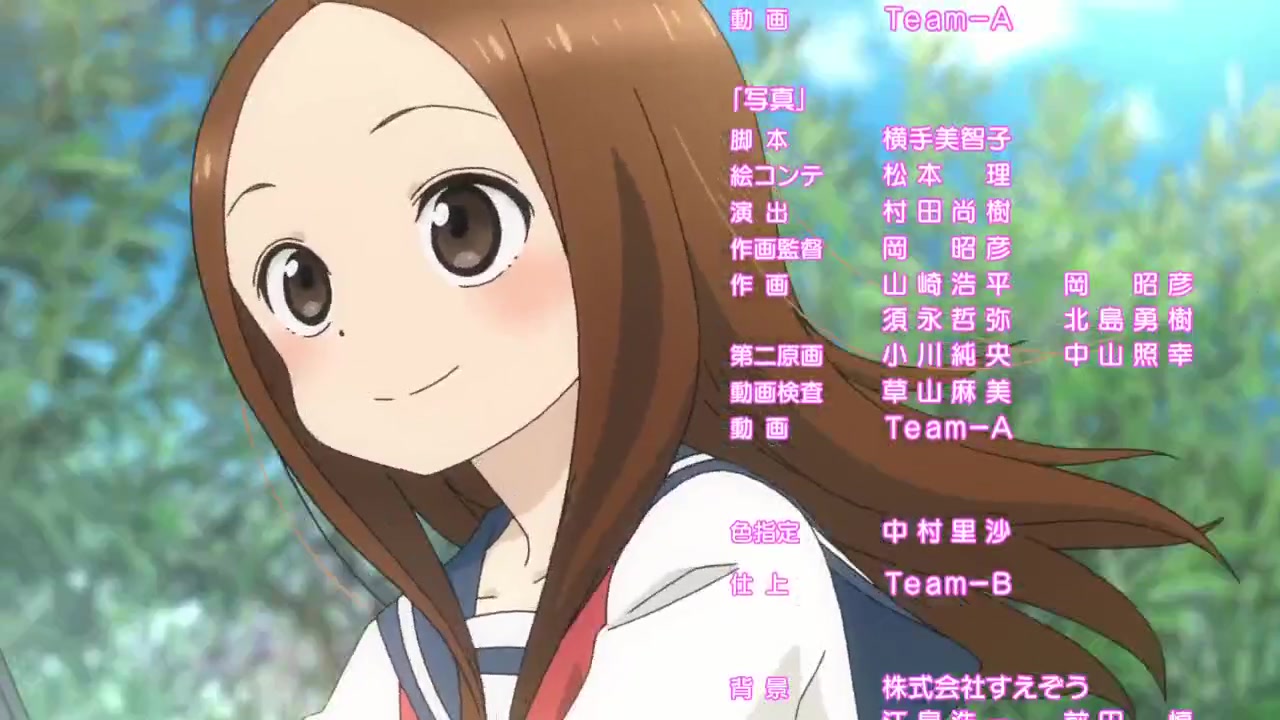 動画 Team-A
「写真」
脚本 横手美智子
絵コンテ 松本 理
演出 村田尚樹
作画監督 岡 昭彦
作画 山崎浩平 岡 昭彦
須永哲弥 北島勇樹
第二原画 小川純央 中山照幸
動画検査 草山麻美
動画 Team-A
色指定 中村里沙
仕上 Team-B
背景 株式会社すえぞう